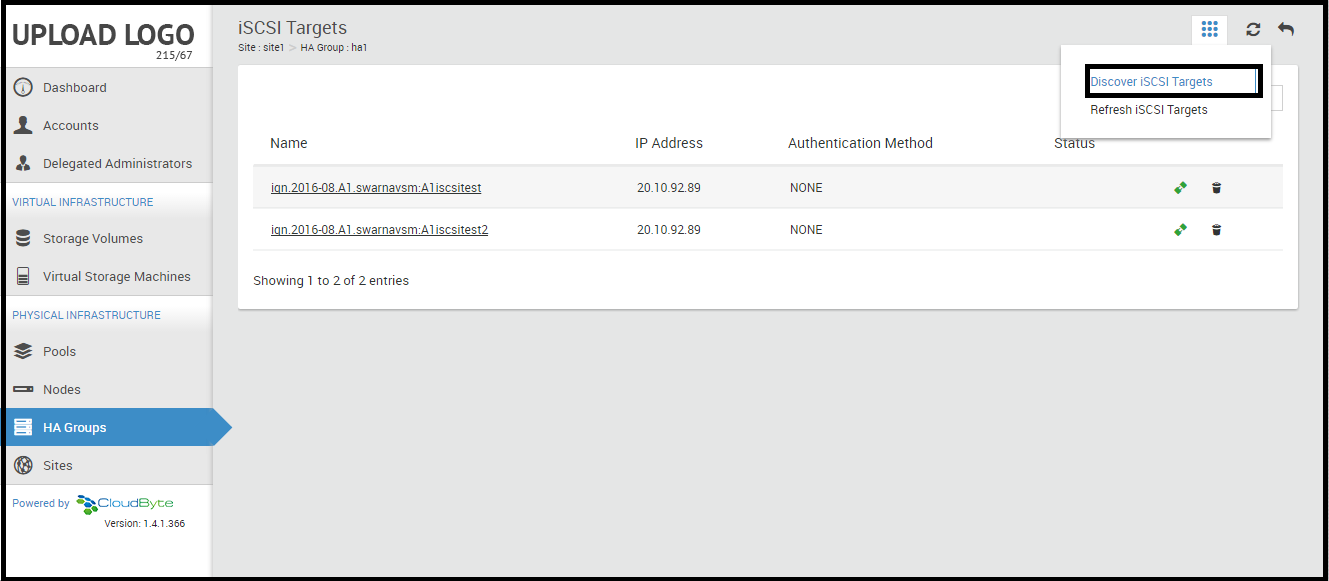 UPLOAD LOGO
215/67
Dashboard
Accounts
Delegated Administrators
VIRTUAL INFRASTRUCTURE
Storage Volumes
Virtual Storage Machines
PHYSICAL INFRASTRUCTURE
Pools
Nodes
HA Groups
Sites
Powered by CloudByte
Version: 1.4.1.366
iSCSI Targets
Site : site1 > HA Group : ha1
Discover iSCSI Targets
Refresh iSCSI Targets
Name IP Address Authentication Method Status
iqn.2016-08.A1.swarnavsm:A1iscsitest 20.10.92.89 NONE
iqn.2016-08.A1.swarnavsm:A1iscsitest2 20.10.92.89 NONE
Showing 1 to 2 of 2 entries